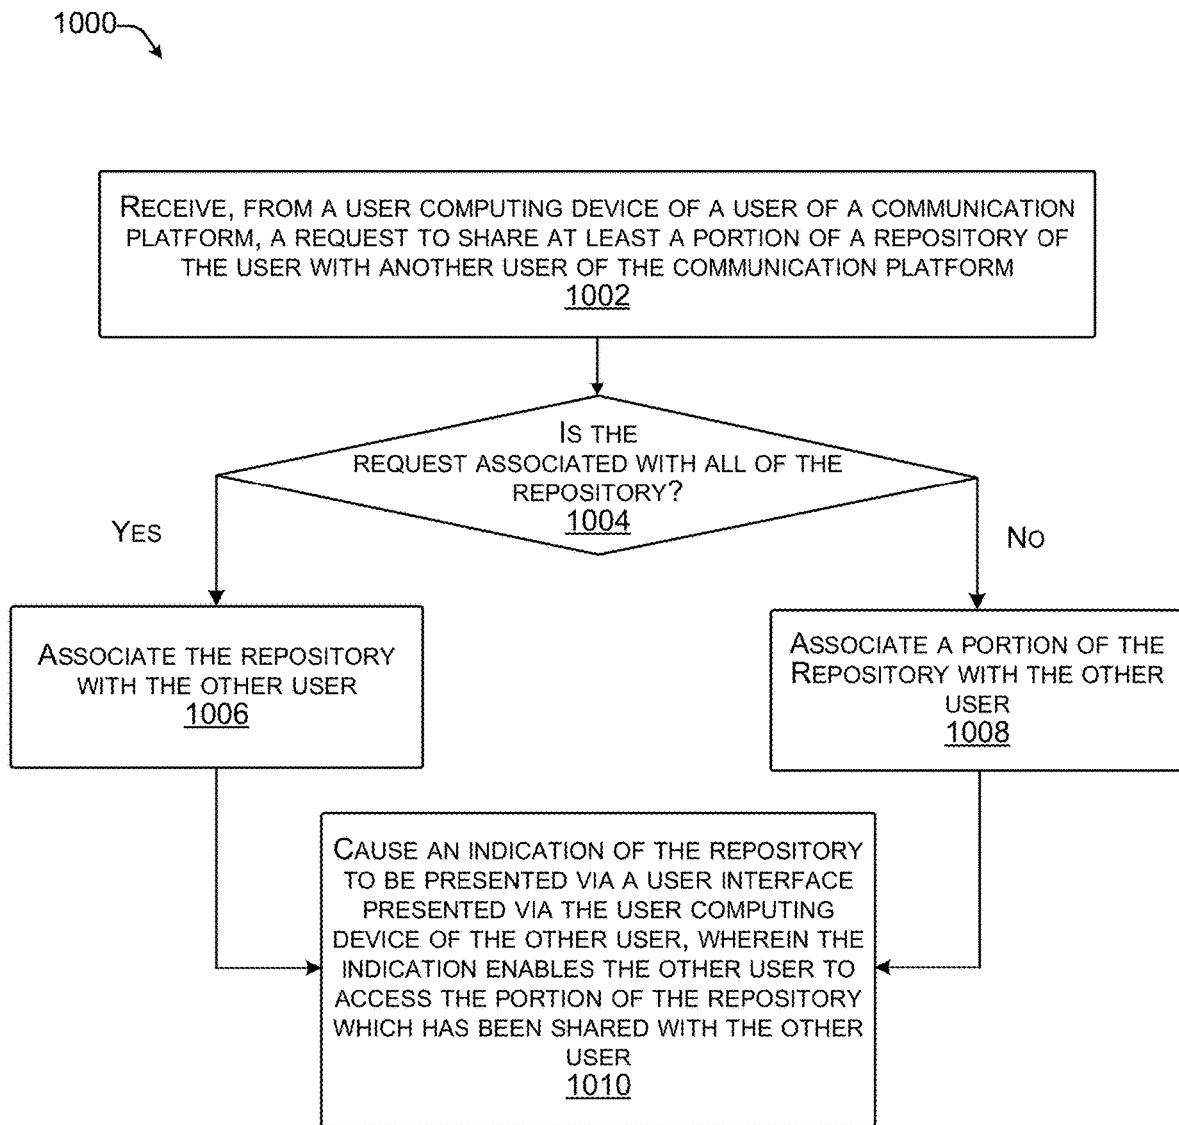 1000
RECEIVE, FROM A USER COMPUTING DEVICE OF A USER OF A COMMUNICATION
PLATFORM, A REQUEST TO SHARE AT LEAST A PORTION OF A REPOSITORY OF
THE USER WITH ANOTHER USER OF THE COMMUNICATION PLATFORM
1002
IS THE
REQUEST ASSOCIATED WITH ALL OF THE
REPOSITORY?
1004
YES
NO
ASSOCIATE THE REPOSITORY
WITH THE OTHER USER
1006
ASSOCIATE A PORTION OF THE
REPOSITORY WITH THE OTHER
USER
1008
CAUSE AN INDICATION OF THE REPOSITORY
TO BE PRESENTED VIA A USER INTERFACE
PRESENTED VIA THE USER COMPUTING
DEVICE OF THE OTHER USER, WHEREIN THE
INDICATION ENABLES THE OTHER USER TO
ACCESS THE PORTION OF THE REPOSITORY
WHICH HAS BEEN SHARED WITH THE OTHER
USER
1010